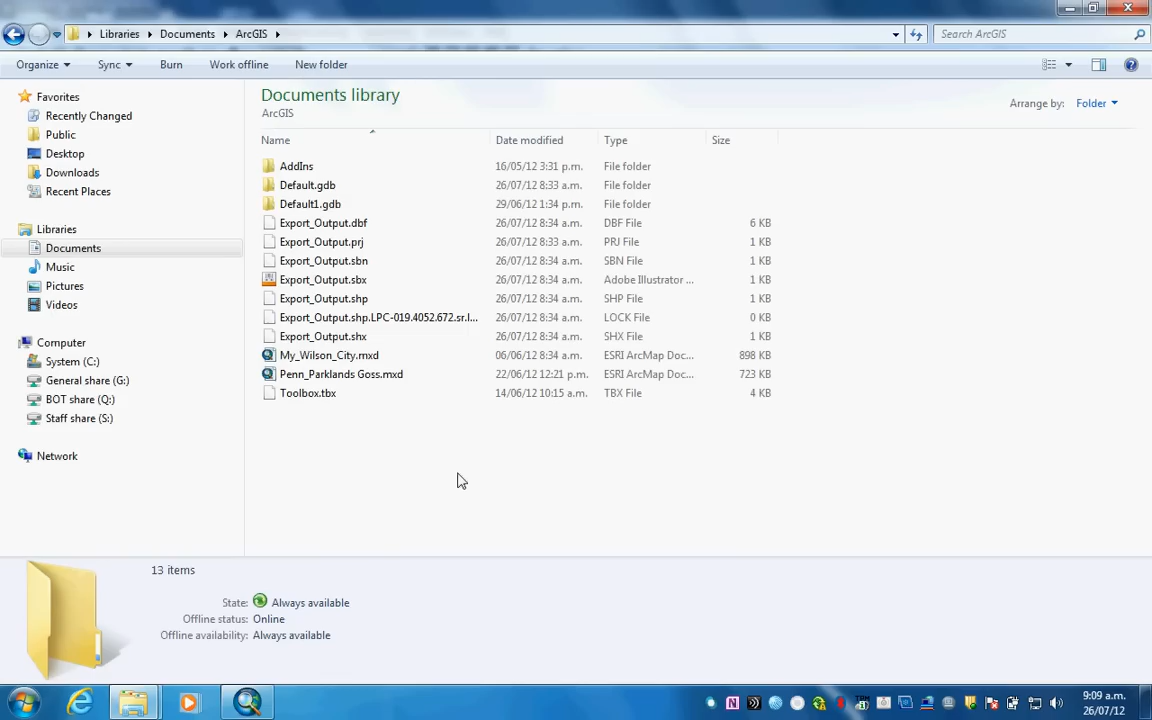 Libraries Documents ArcGIS Search ArcGIS
Organize Sync Burn Work offline New folder
Favorites
Recently Changed
Public
Desktop
Downloads
Recent Places
Libraries
Documents
Music
Pictures
Videos
Computer
System (C:)
General share (G:)
BOT share (Q:)
Staff share (S:)
Network
Documents library
ArcGIS
Arrange by: Folder
Name Date modified Type Size
AddIns 16/05/12 3:31 p.m. File folder
Default.gdb 26/07/12 8:33 a.m. File folder
Default1.gdb 29/06/12 1:34 p.m. File folder
Export_Output.dbf 26/07/12 8:34 a.m. DBF File 6 KB
Export_Output.prj 26/07/12 8:33 a.m. PRJ File 1 KB
Export_Output.sbn 26/07/12 8:34 a.m. SBN File 1 KB
Export_Output.sbx 26/07/12 8:34 a.m. Adobe Illustrator ... 1 KB
Export_Output.shp 26/07/12 8:34 a.m. SHP File 1 KB
Export_Output.shp.LPC-019.4052.672.sr.l... 26/07/12 8:34 a.m. LOCK File 0 KB
Export_Output.shx 26/07/12 8:34 a.m. SHX File 1 KB
My_Wilson_City.mxd 06/06/12 8:34 a.m. ESRI ArcMap Doc... 898 KB
Penn_Parklands Goss.mxd 22/06/12 12:21 p.m. ESRI ArcMap Doc... 723 KB
Toolbox.tbx 14/06/12 10:15 a.m. TBX File 4 KB
13 items
State: Always available
Offline status: Online
Offline availability: Always available
9:09 a.m.
26/07/12